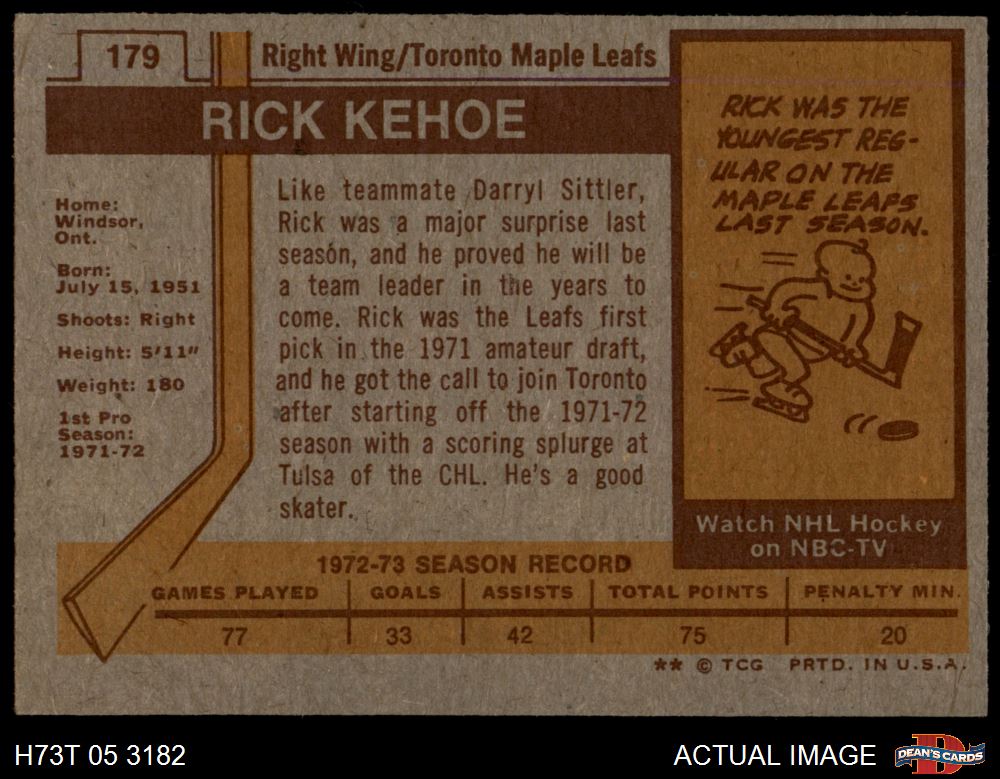 179
Right Wing/Toronto Maple Leafs
RICK KEHOE
Home:
Windsor,
Ont.
Born:
July 15, 1951
Shoots: Right
Height: 5'11"
Weight: 180
1st Pro
Season:
1971-72
Like teammate Darryl Sittler,
Rick was a major surprise last
season, and he proved he will be
a team leader in the years to
come. Rick was the Leafs first
pick in the 1971 amateur draft,
and he got the call to join Toronto
after starting off the 1971-72
season with a scoring splurge at
Tulsa of the CHL. He's a good
skater.
RICK WAS THE
YOUNGEST REG-
ULAR ON THE
MAPLE LEAFS
LAST SEASON.
Watch NHL Hockey
on NBC-TV
1972-73 SEASON RECORD
GAMES PLAYED GOALS ASSISTS TOTAL POINTS PENALTY MIN.
77 33 42 75 20
** © TCG PRTD. IN U.S.A.
H73T 05 3182
ACTUAL IMAGE
D
DEAN'S CARDS